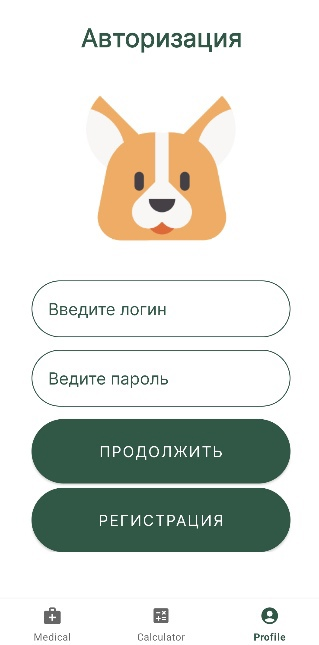 Авторизация
Введите логин
Ведите пароль
ПРОДОЛЖИТЬ
РЕГИСТРАЦИЯ
Medical
Calculator
Profile